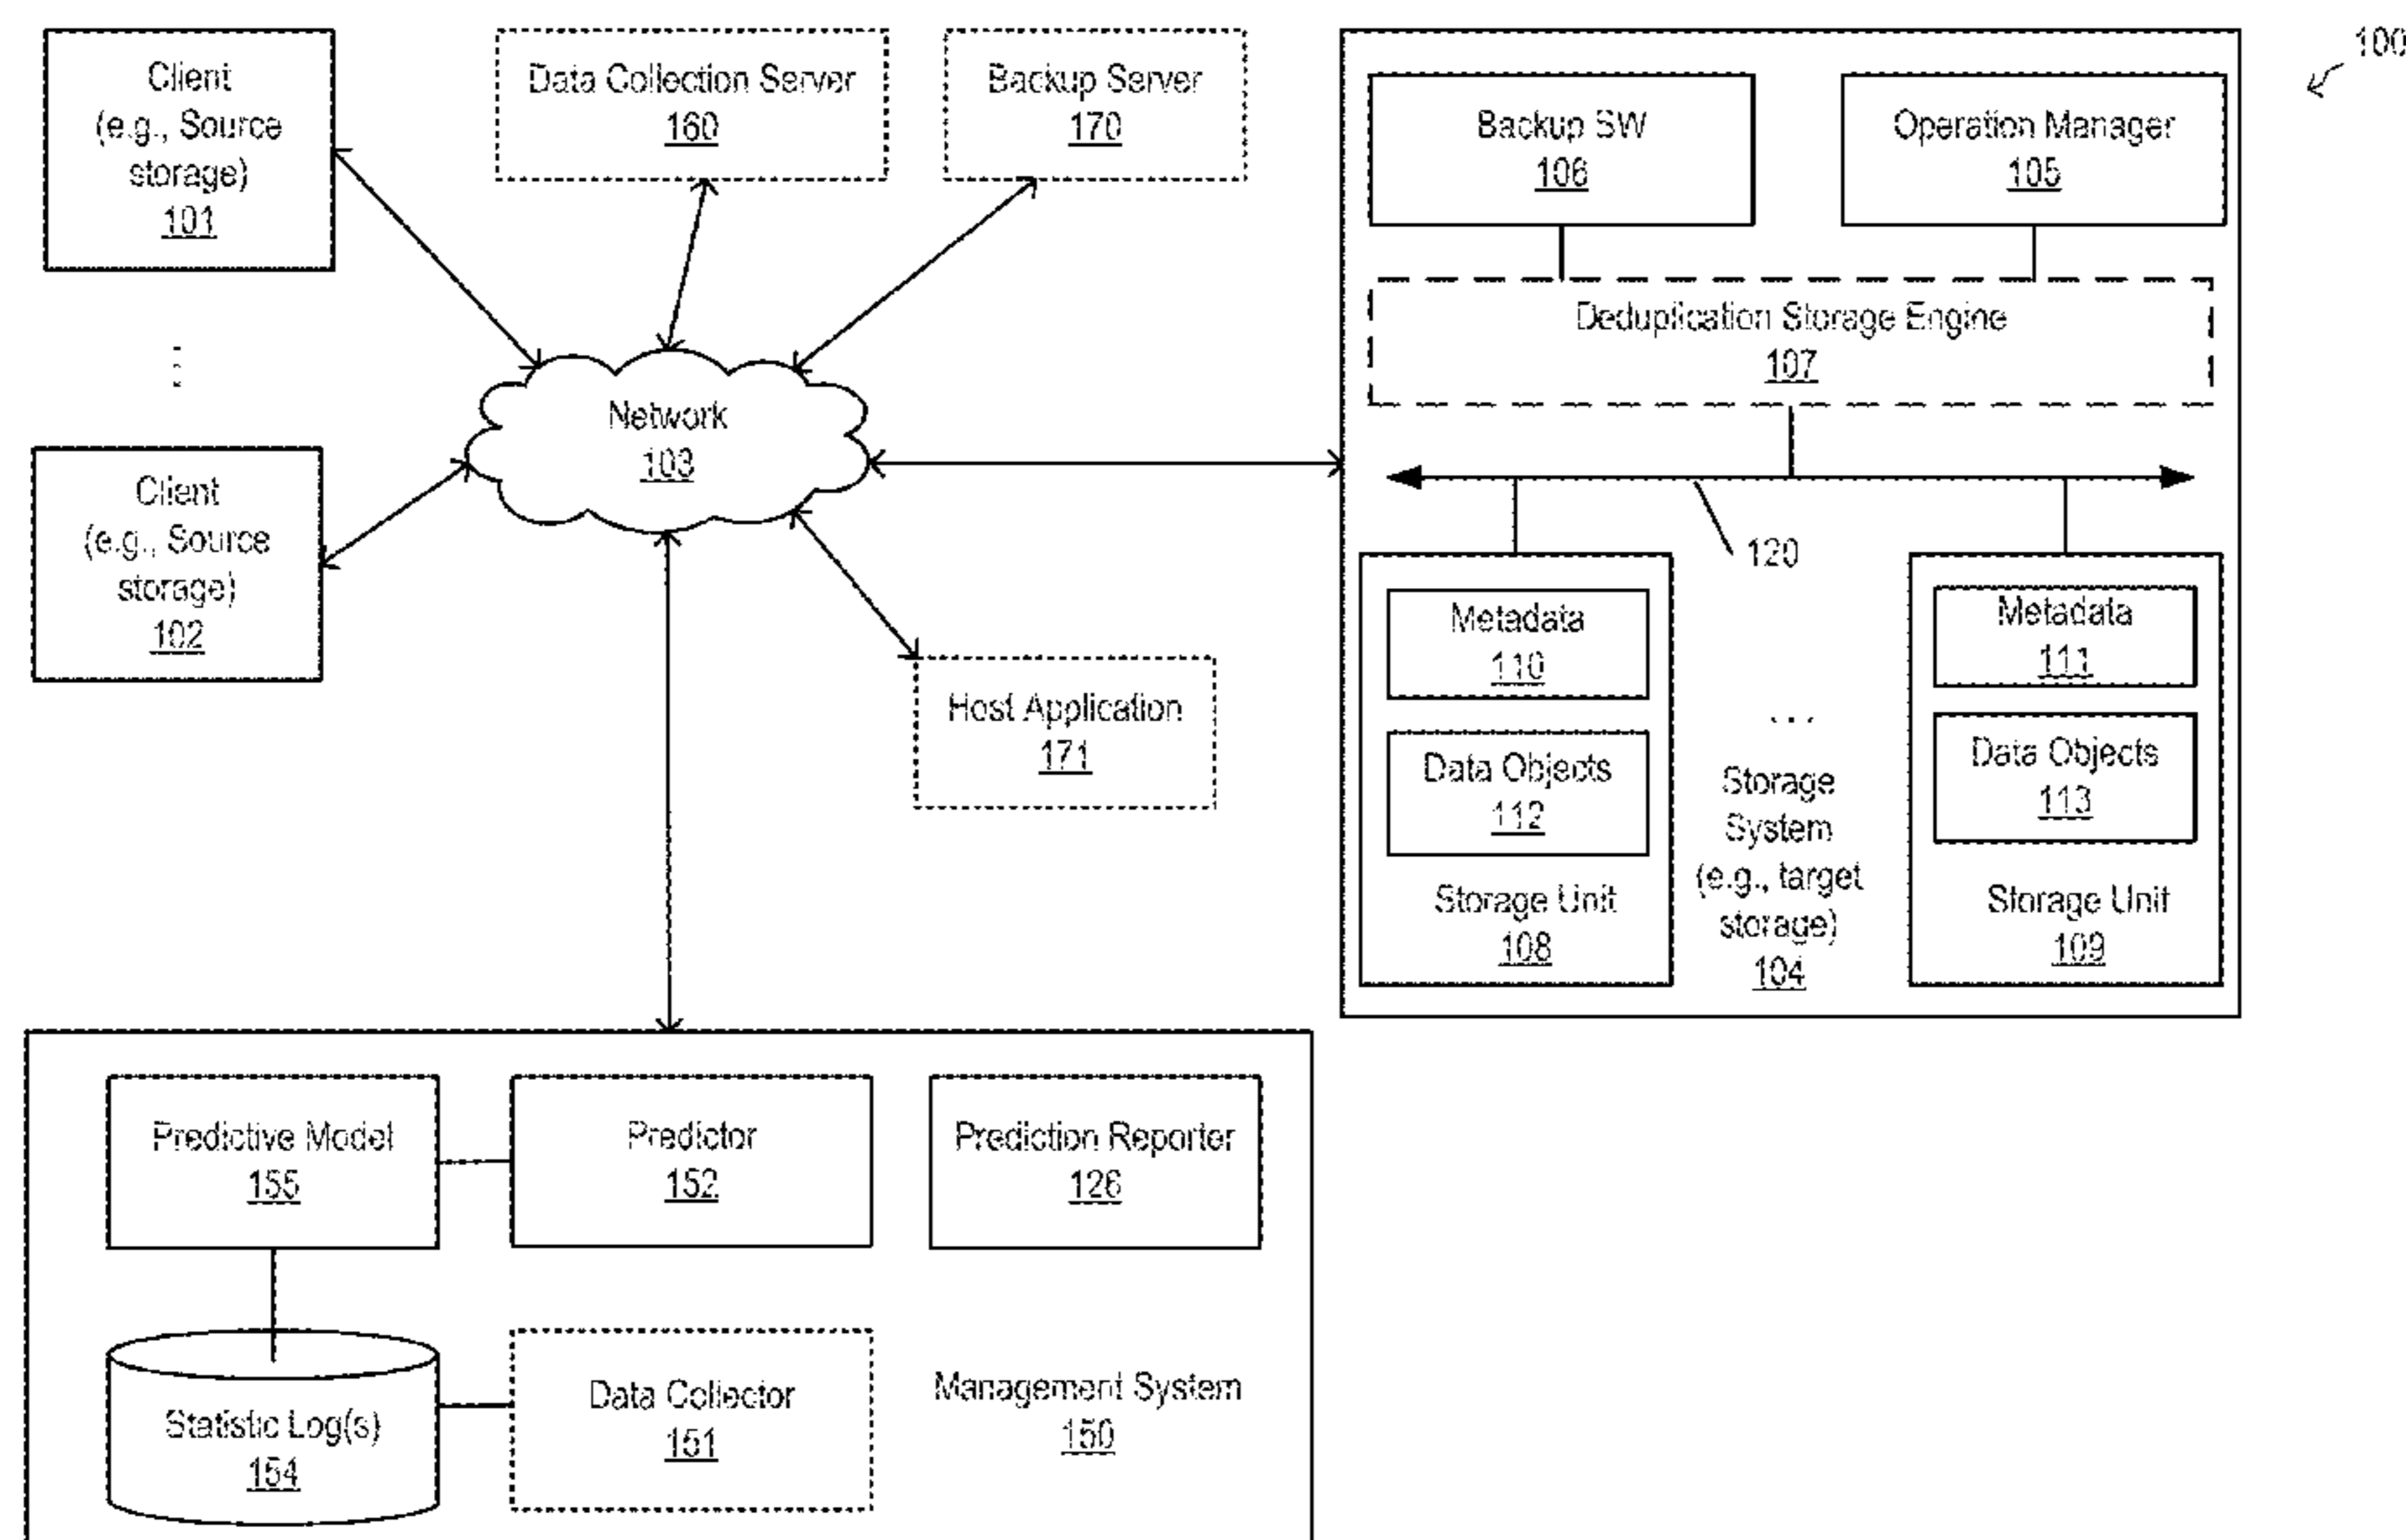 100
Client
(e.g., Source
storage)
101
Data Collection Server
160
Backup Server
170
Backup SW
106
Operation Manager
105
Deduplication Storage Engine
107
Network
103
Client
(e.g., Source
storage)
102
120
Host Application
171
Metadata
110
Data Objects
112
Storage Unit
108
...
Storage
System
(e.g., target
storage)
104
Metadata
111
Data Objects
113
Storage Unit
109
Predictive Model
155
Predictor
152
Prediction Reporter
126
Statistic Log(s)
154
Data Collector
151
Management System
150